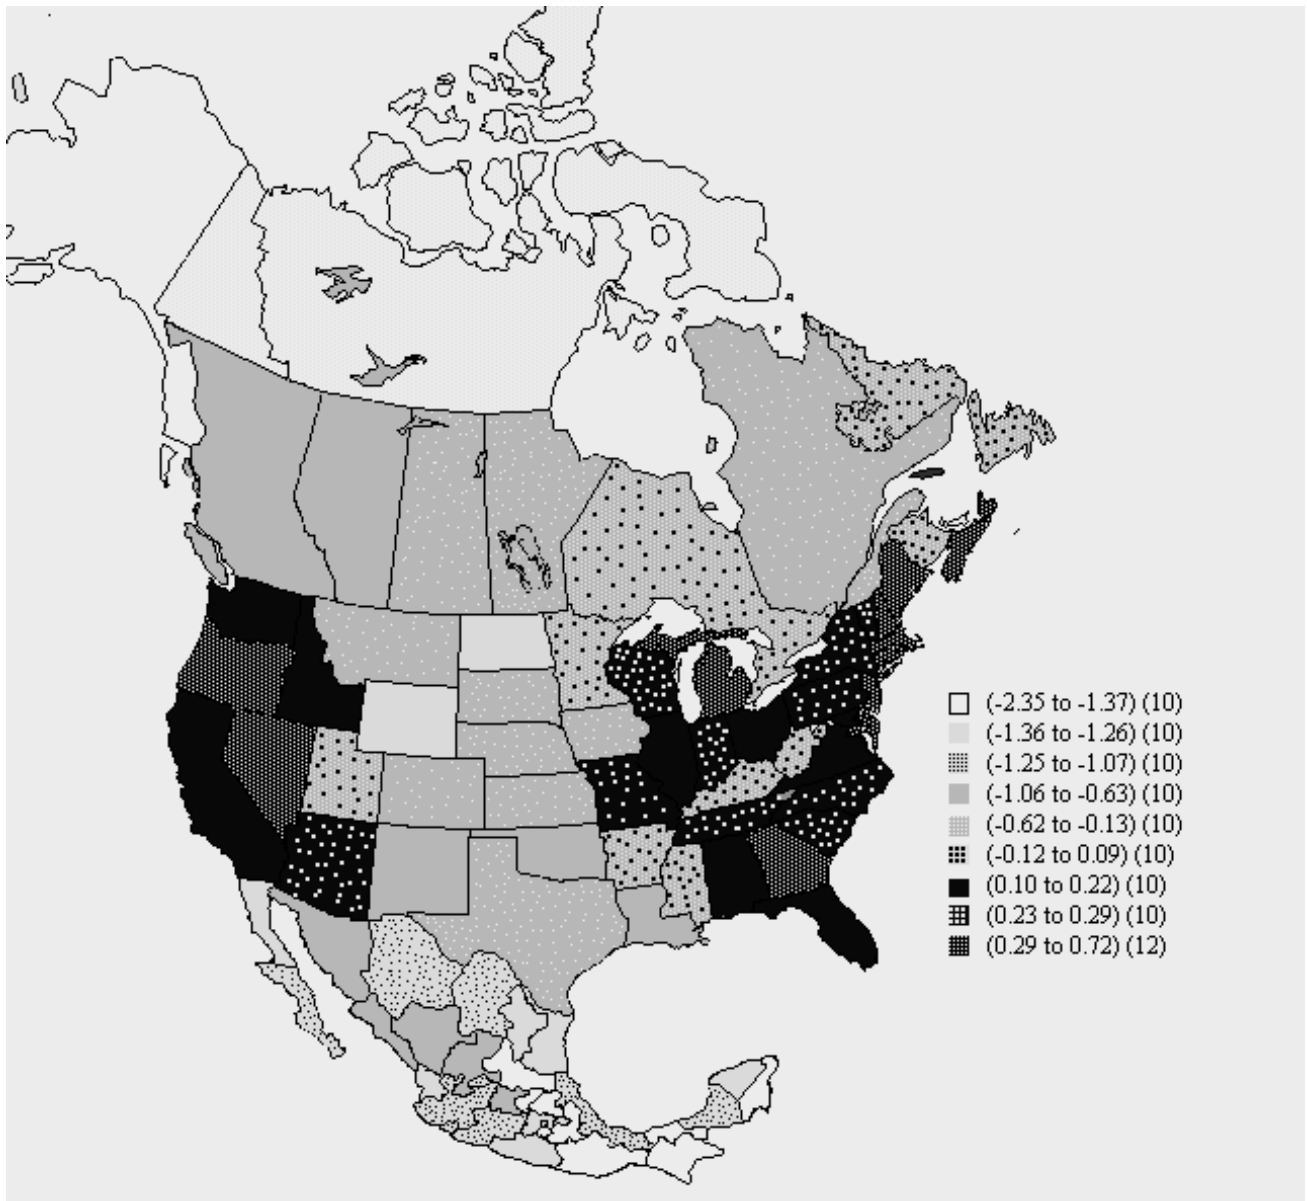 (-2.35 to -1.37) (10)
(-1.36 to -1.26) (10)
(-1.25 to -1.07) (10)
(-1.06 to -0.63) (10)
(-0.62 to -0.13) (10)
(-0.12 to 0.09) (10)
(0.10 to 0.22) (10)
(0.23 to 0.29) (10)
(0.29 to 0.72) (12)